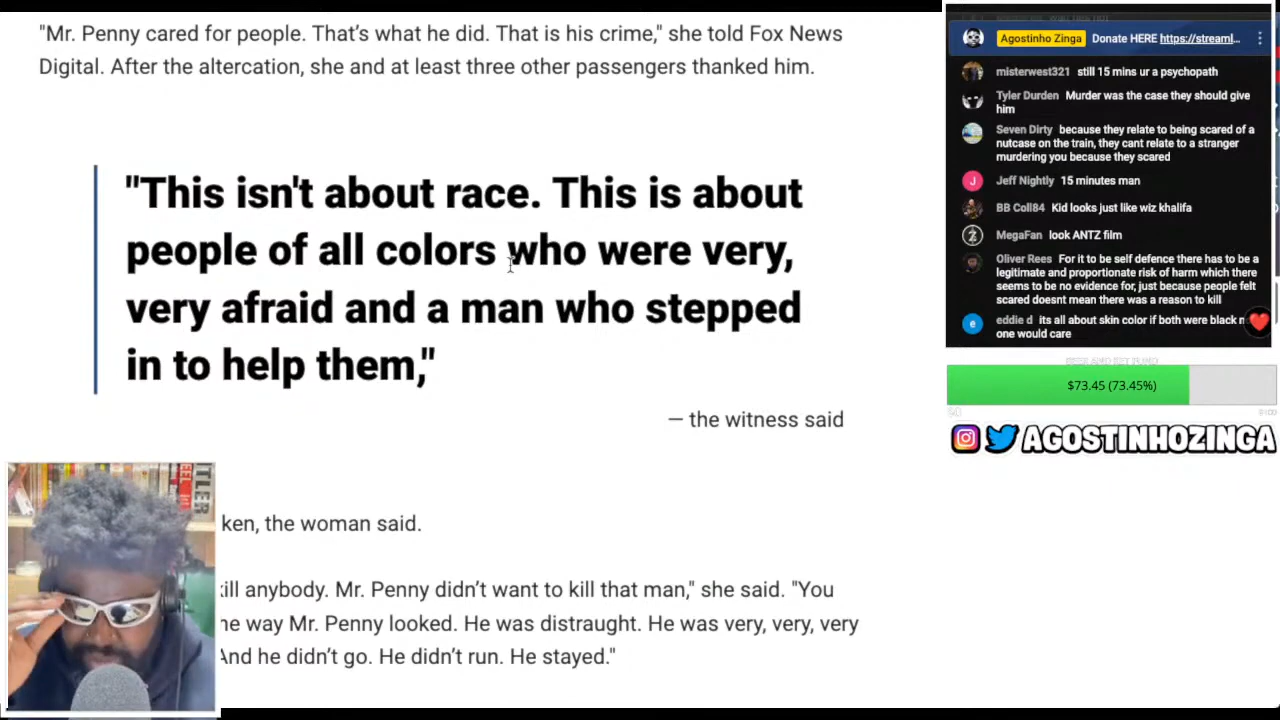 "Mr. Penny cared for people. That's what he did. That is his crime," she told Fox News
Digital. After the altercation, she and at least three other passengers thanked him.
"This isn't about race. This is about
people of all colors who were very,
very afraid and a man who stepped
in to help them,"
— the witness said
ken, the woman said.
kill anybody. Mr. Penny didn't want to kill that man," she said. "You
he way Mr. Penny looked. He was distraught. He was very, very, very
And he didn't go. He didn't run. He stayed."
Agostinho Zinga Donate HERE https://streaml...
misterwest321 still 15 mins ur a psychopath
Tyler Durden Murder was the case they should give
him
Seven Dirty because they relate to being scared of a
nutcase on the train, they cant relate to a stranger
murdering you because they scared
Jeff Nightly 15 minutes man
BB Coll84 Kid looks just like wiz khalifa
MegaFan look ANTZ film
Oliver Rees For it to be self defence there has to be a
legitimate and proportionate risk of harm which there
seems to be no evidence for, just because people felt
scared doesnt mean there was a reason to kill
eddie d its all about skin color if both were black
one would care
$73.45 (73.45%)
AGOSTINHOZINGA